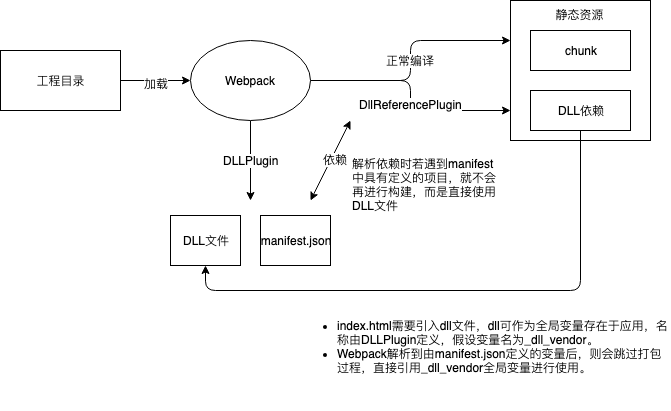 静态资源
chunk
正常编译
工程目录
加载
Webpack
DllReferencePlugin
DLL依赖
DLLPlugin
依赖
解析依赖时若遇到manifest
中具有定义的项目，就不会
再进行构建，而是直接使用
DLL文件
DLL文件
manifest.json
• index.html需要引入dll文件，dll可作为全局变量存在于应用，名
称由DLLPlugin定义，假设变量名为_dll_vendor。
• Webpack解析到由manifest.json定义的变量后，则会跳过打包
过程，直接引用_dll_vendor全局变量进行使用。